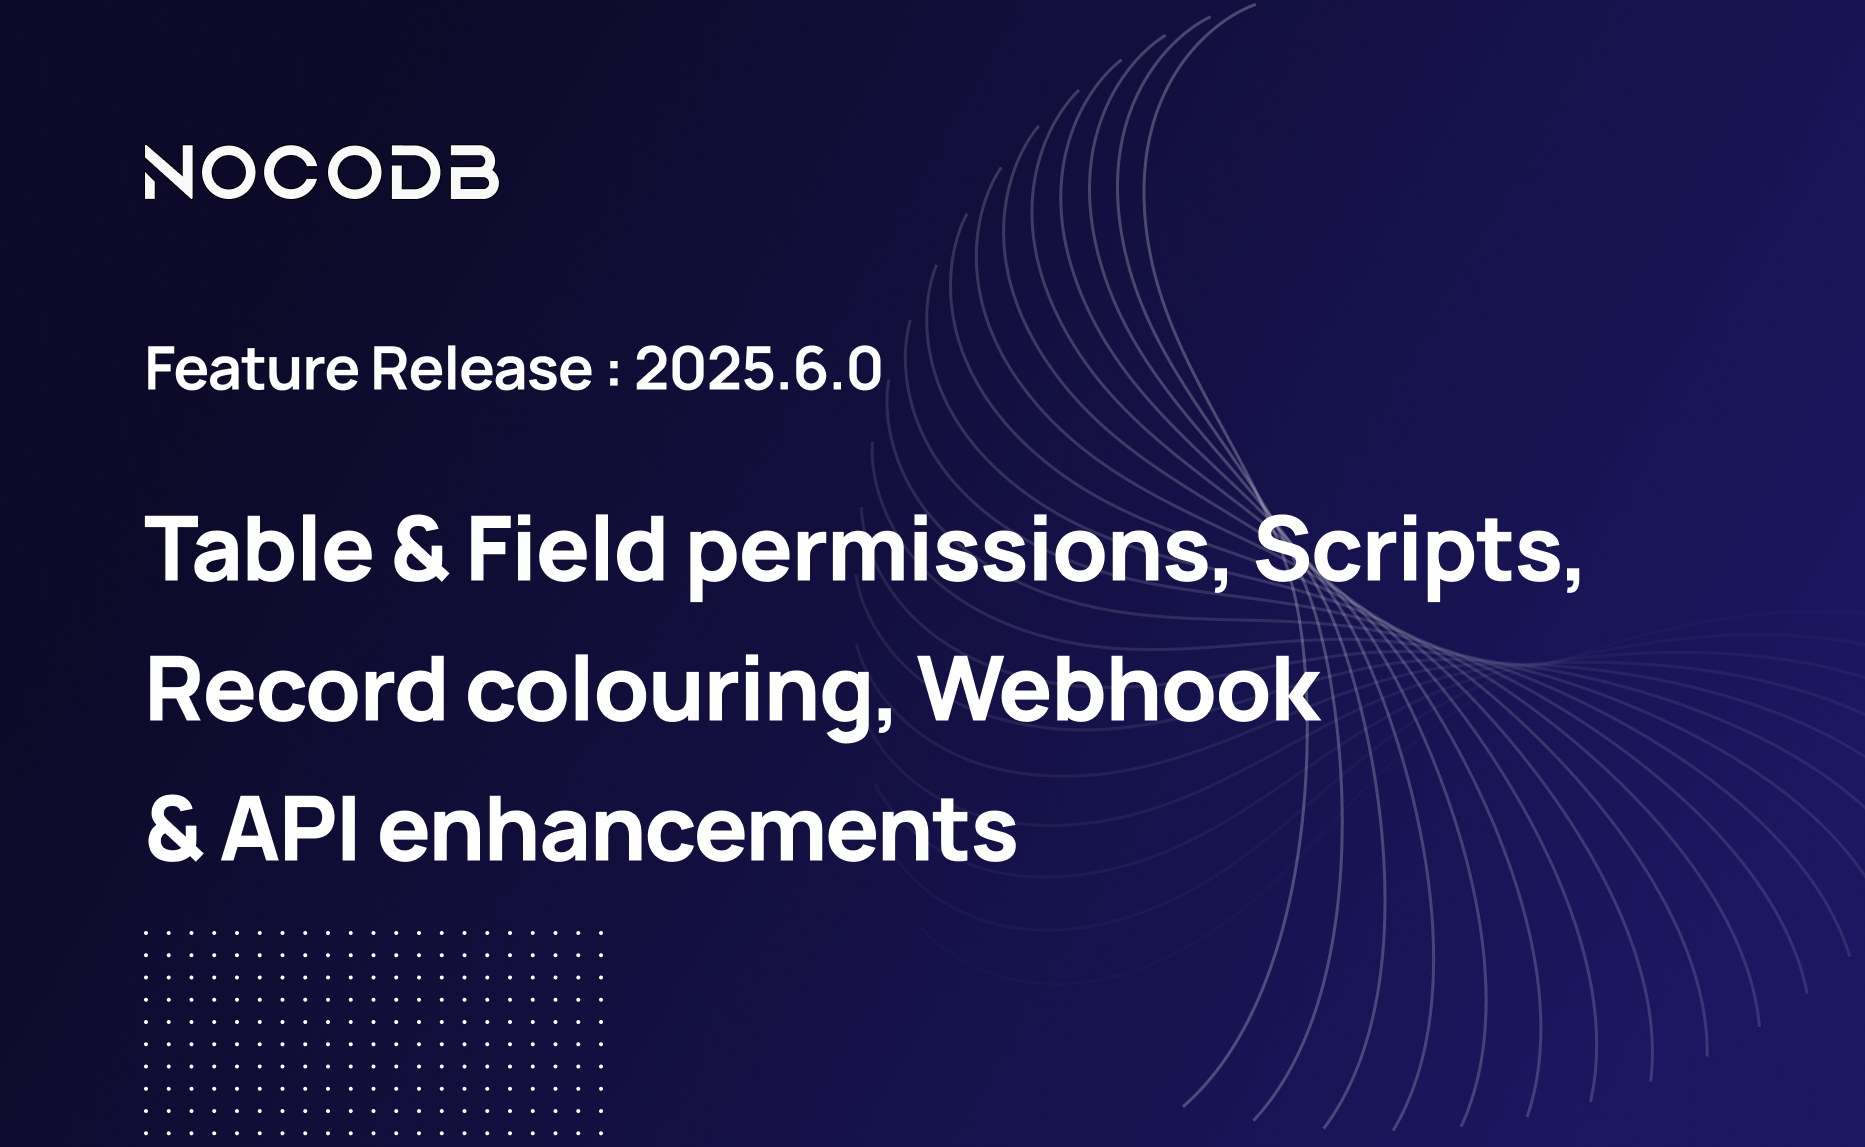 NOCODB
Feature Release : 2025.6.0
Table & Field permissions, Scripts,
Record colouring, Webhook
& API enhancements